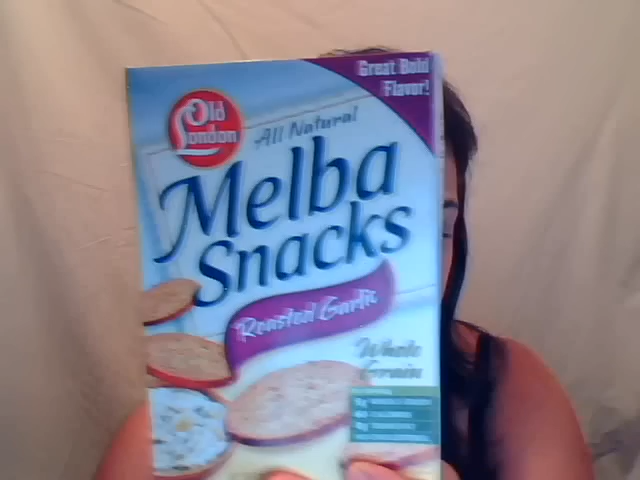 Great Bold
Flavor!
Old
London
All Natural
Melba
Snacks
Roasted Garlic
Whole
Grain